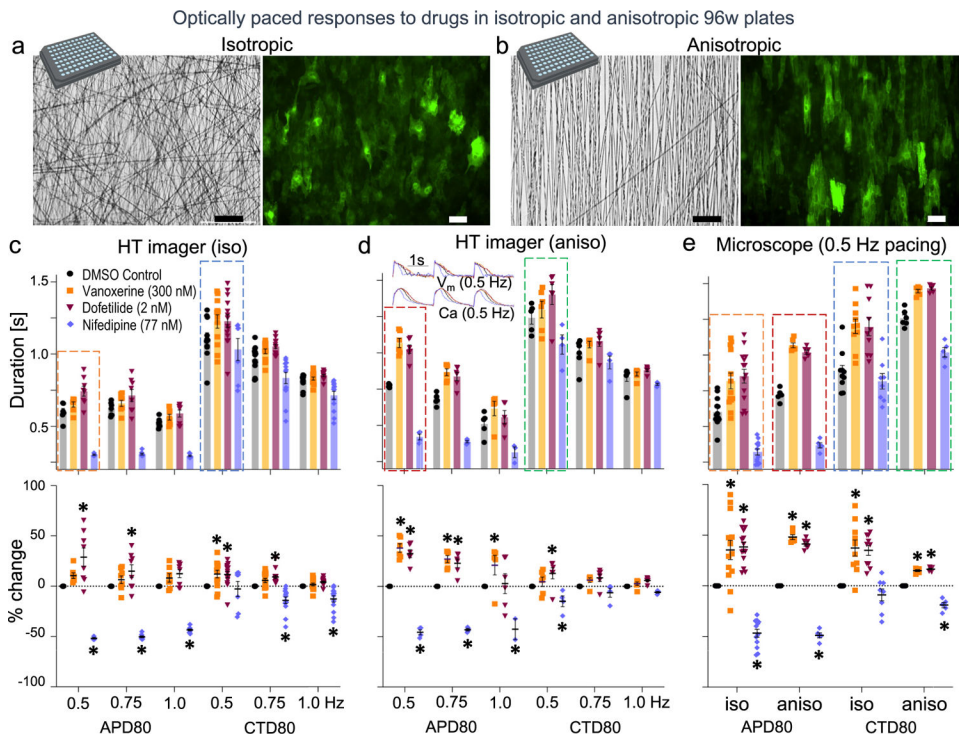 Optically paced responses to drugs in isotropic and anisotropic 96w plates
a
Isotropic
b
Anisotropic
c
HT imager (iso)
DMSO Control
Vanoxerine (300 nM)
Dofetilide (2 nM)
Nifedipine (77 nM)
d
HT imager (aniso)
1s
Vm (0.5 Hz)
Ca (0.5 Hz)
e
Microscope (0.5 Hz pacing)
Duration [s]
1.5
1.0
0.5
% change
100
50
0
-50
-100
* * * * * * * * * *
* * * * * * * * * * *
* * * * * * * * * * *
0.5 0.75 1.0 0.5 0.75 1.0 Hz
APD80 CTD80
0.5 0.75 1.0 0.5 0.75 1.0 Hz
APD80 CTD80
iso aniso iso aniso
APD80 CTD80